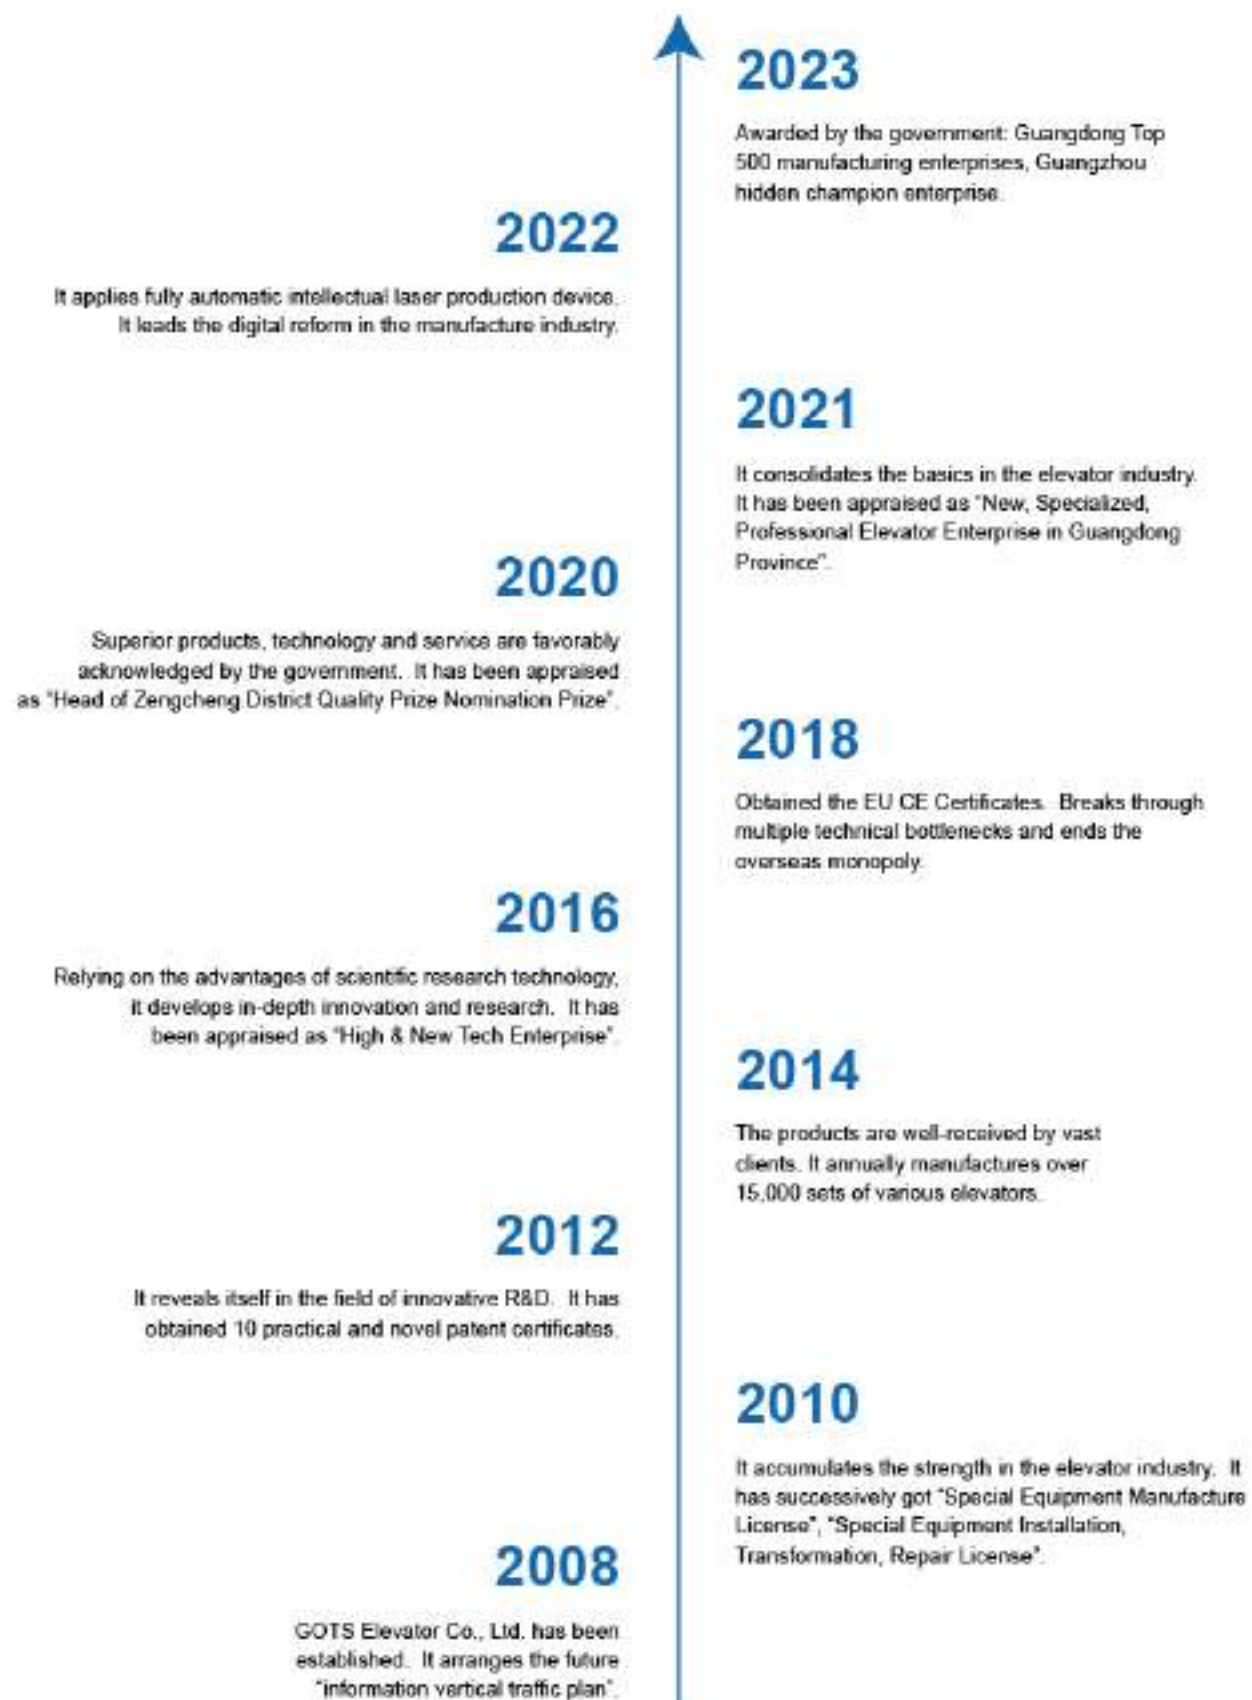 2023
Awarded by the government: Guangdong Top
500 manufacturing enterprises, Guangzhou
hidden champion enterprise.
2022
It applies fully automatic intellectual laser production device.
It leads the digital reform in the manufacture industry.
2021
It consolidates the basics in the elevator industry.
It has been appraised as "New, Specialized,
Professional Elevator Enterprise in Guangdong
Province".
2020
Superior products, technology and service are favorably
acknowledged by the government. It has been appraised
as "Head of Zengcheng District Quality Prize Nomination Prize".
2018
Obtained the EU CE Certificates. Breaks through
multiple technical bottlenecks and ends the
overseas monopoly.
2016
Relying on the advantages of scientific research technology,
it develops in-depth innovation and research. It has
been appraised as "High & New Tech Enterprise".
2014
The products are well-received by vast
clients. It annually manufactures over
15,000 sets of various elevators.
2012
It reveals itself in the field of innovative R&D. It has
obtained 10 practical and novel patent certificates.
2010
It accumulates the strength in the elevator industry. It
has successively got "Special Equipment Manufacture
License", "Special Equipment Installation,
Transformation, Repair License".
2008
GOTS Elevator Co., Ltd. has been
established. It arranges the future
"information vertical traffic plan".